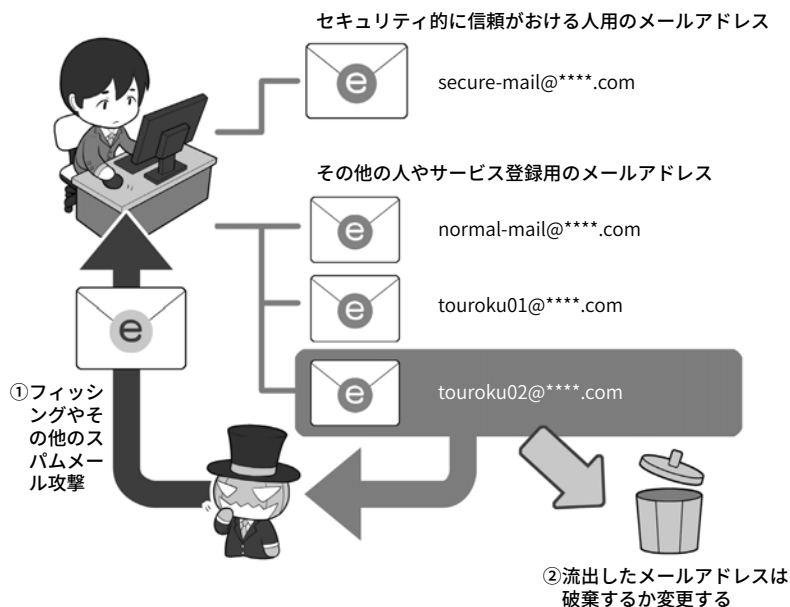 セキュリティ的に信頼がおける人用のメールアドレス
e
secure-mail@****.com
その他の人やサービス登録用のメールアドレス
e
normal-mail@****.com
e
touroku01@****.com
e
touroku02@****.com
e
①フィッシ
ングやそ
の他のス
パムメー
ル攻撃
②流出したメールアドレスは
破棄するか変更する